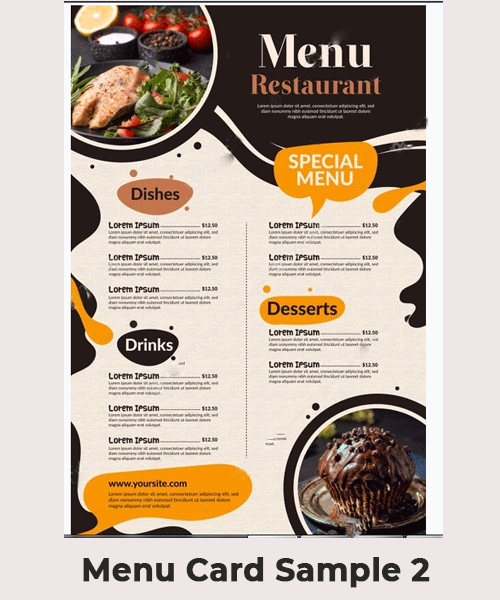 Menu
Restaurant
Lorem ipsum dolor sit amet, consectetuer adipiscing elit,
sed diam nonummy nibh euismod tincidunt ut laoreet
dolore magna aliquam erat volutpat.
SPECIAL
MENU
Dishes
Lorem Ipsum $12.50
Lorem ipsum dolor sit amet, consectetuer adipiscing elit, sed
diam nonummy nibh euismod tincidunt ut laoreet dolore
magna aliquam erat volutpat.
Lorem Ipsum $12.50
Lorem ipsum dolor sit amet, consectetuer adipiscing elit, sed
diam nonummy nibh euismod tincidunt ut laoreet dolore
magna aliquam erat volutpat.
Lorem Ipsum $12.50
Lorem ipsum dolor sit amet, consectetuer adipiscing elit, sed
diam nonummy nibh euismod tincidunt ut laoreet dolore
magna aliquam erat volutpat.
Drinks
Lorem Ipsum $12.50
Lorem ipsum dolor sit amet, consectetuer adipiscing elit, sed
diam nonummy nibh euismod tincidunt ut laoreet dolore
magna aliquam erat volutpat.
Lorem Ipsum $12.50
Lorem ipsum dolor sit amet, consectetuer adipiscing elit, sed
diam nonummy nibh euismod tincidunt ut laoreet dolore
magna aliquam erat volutpat.
Lorem Ipsum $12.50
Lorem ipsum dolor sit amet, consectetuer adipiscing elit, sed
diam nonummy nibh euismod tincidunt ut laoreet dolore
magna aliquam erat volutpat.
Lorem Ipsum $12.50
Lorem ipsum dolor sit amet, consectetuer adipiscing elit, sed
diam nonummy nibh euismod tincidunt ut laoreet dolore
magna aliquam erat volutpat.
Lorem Ipsum $12.50
Lorem ipsum dolor sit amet, consectetuer adipiscing elit, sed
diam nonummy nibh euismod tincidunt ut laoreet dolore
magna aliquam erat volutpat.
Desserts
Lorem Ipsum $12.50
Lorem ipsum dolor sit amet, consectetuer adipiscing elit, sed
diam nonummy nibh euismod tincidunt ut laoreet dolore
magna aliquam erat volutpat.
Lorem Ipsum $12.50
Lorem ipsum dolor sit amet, consectetuer adipiscing elit, sed
diam nonummy nibh euismod tincidunt ut laoreet dolore
magna aliquam erat volutpat.
www.yoursite.com
Lorem ipsum dolor sit amet, consectetuer adipiscing elit, sed
diam nonummy nibh euismod tincidunt ut laoreet dolore magna
aliquam erat volutpat.
Menu Card Sample 2